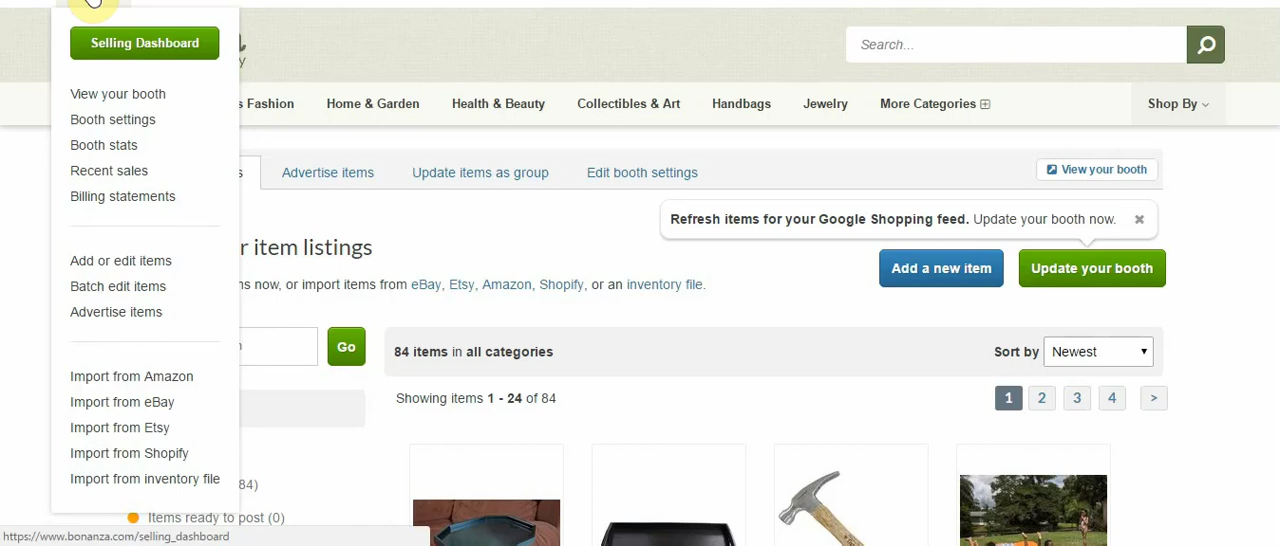 Selling Dashboard
View your booth
Booth settings
Booth stats
Recent sales
Billing statements
Add or edit items
Batch edit items
Advertise items
Import from Amazon
Import from eBay
Import from Etsy
Import from Shopify
Import from inventory file
Search...
s Fashion
Home & Garden
Health & Beauty
Collectibles & Art
Handbags
Jewelry
More Categories
Shop By
s
Advertise items
Update items as group
Edit booth settings
View your booth
Refresh items for your Google Shopping feed. Update your booth now.
r item listings
Add a new item
Update your booth
ms now, or import items from eBay, Etsy, Amazon, Shopify, or an inventory file.
Go
84 items in all categories
Sort by
Newest
Showing items 1 - 24 of 84
1
2
3
4
>
(84)
Items ready to post (0)
https://www.bonanza.com/selling_dashboard